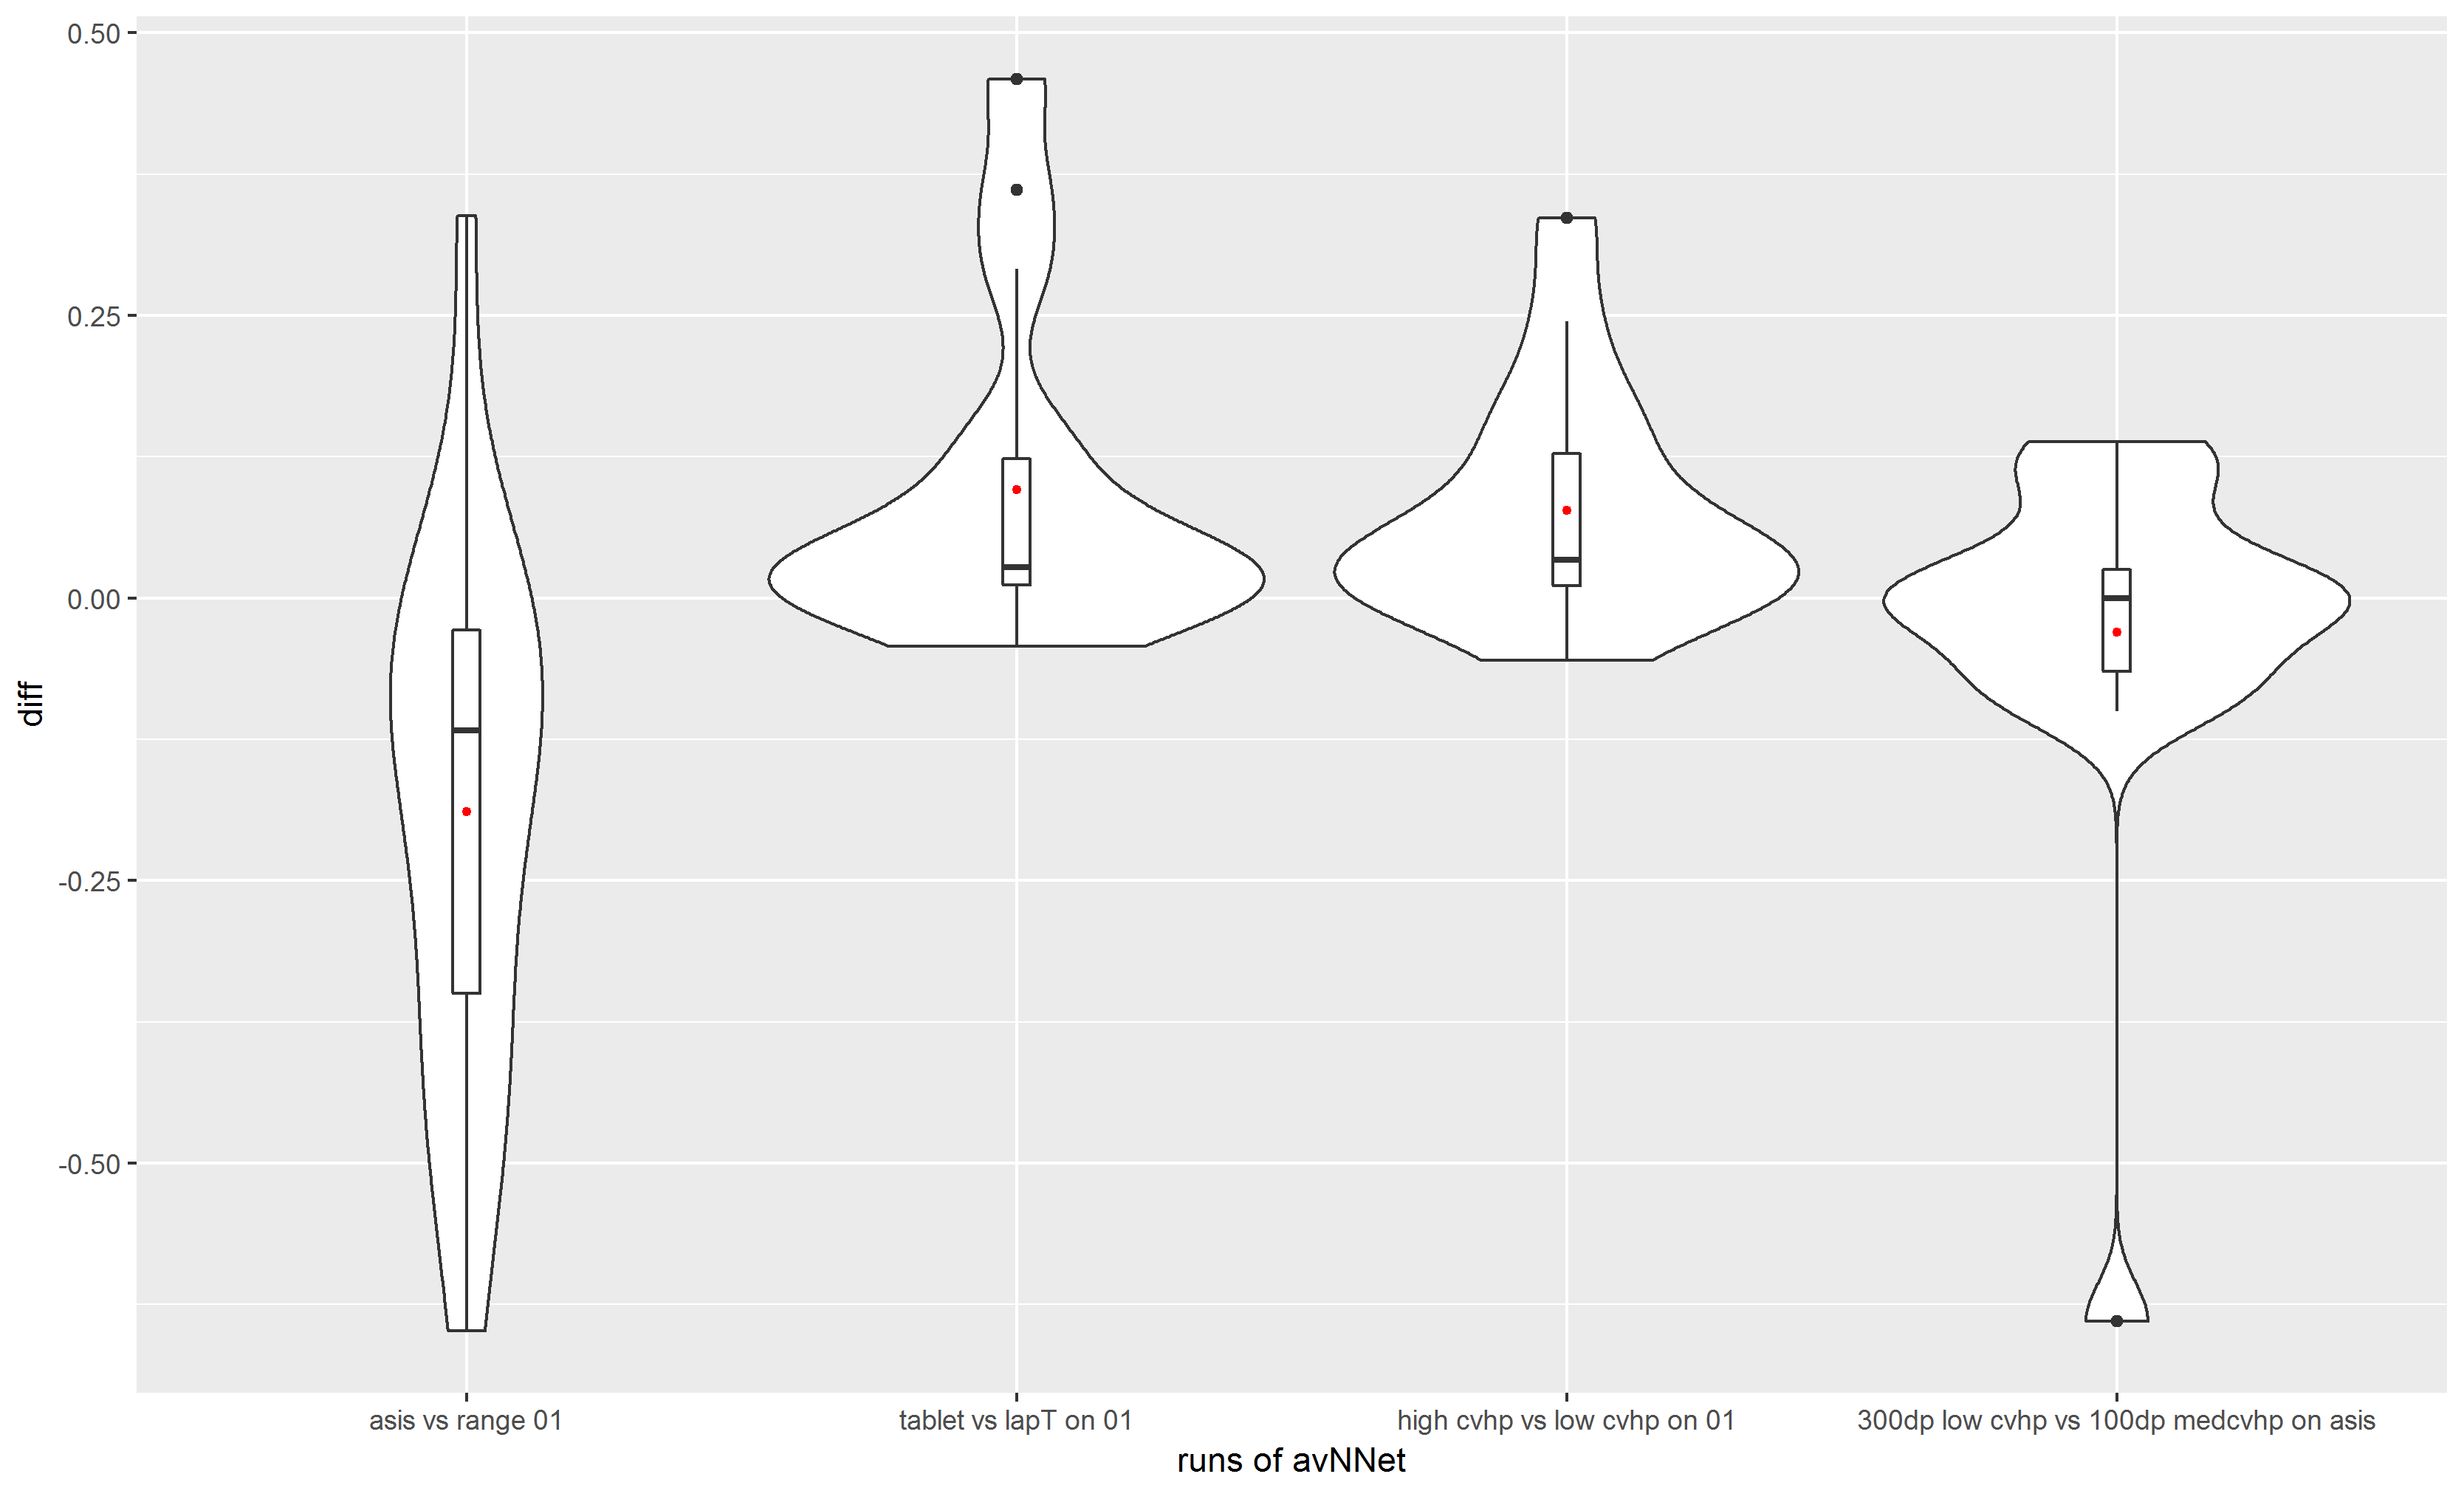 0.50
0.25
0.00
-0.25
-0.50
diff
asis vs range 01
tablet vs lapT on 01
high cvhp vs low cvhp on 01
300dp low cvhp vs 100dp medcvhp on asis
runs of avNNet